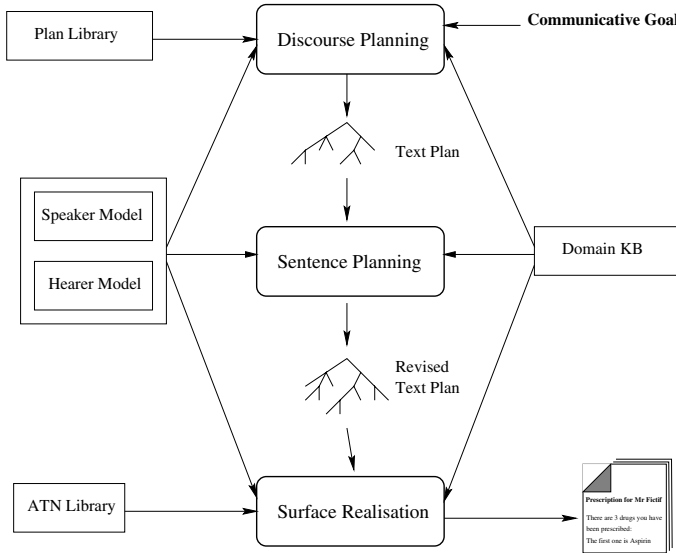 Plan Library
Discourse Planning
Communicative Goal
Text Plan
Speaker Model
Hearer Model
Sentence Planning
Domain KB
Revised
Text Plan
ATN Library
Surface Realisation
Prescription for Mr Fictif
There are 3 drugs you have
been prescribed:
The first one is Aspirin